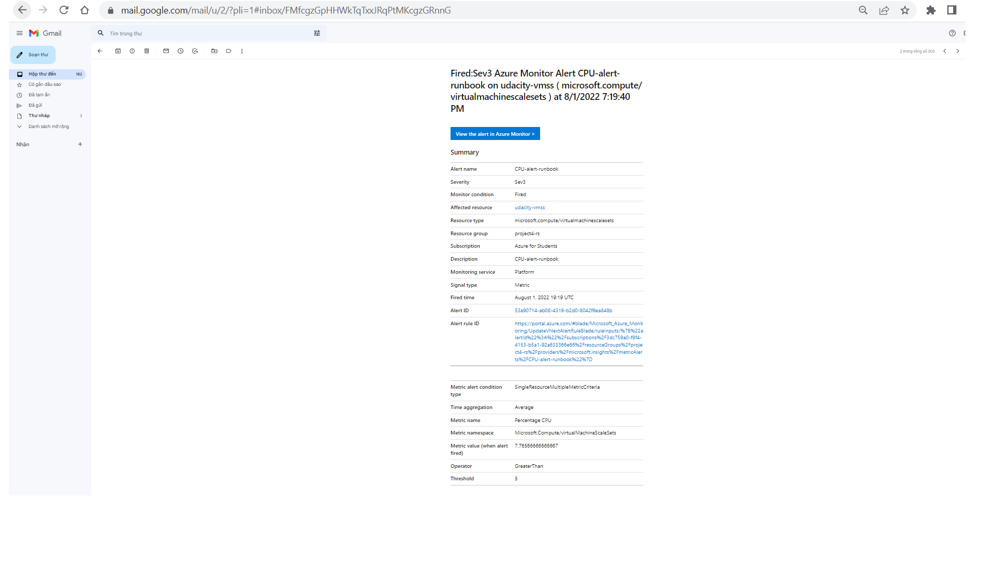 mail.google.com/mail/u/2/?pli=1#inbox/FMfcgzGpHHWkTqTxxJRqPtMKcgzGRnnG
Gmail
Tìm trong thư
Soạn thư
2 trong tổng số 305
Hộp thư đến 182
Có gắn dấu sao
Đã tạm ẩn
Đã gửi
Thư nháp 3
Danh sách mở rộng
Nhãn
Fired:Sev3 Azure Monitor Alert CPU-alert-
runbook on udacity-vmss ( microsoft.compute/
virtualmachinescalesets ) at 8/1/2022 7:19:40
PM
View the alert in Azure Monitor >
Summary
Alert name CPU-alert-runbook
Severity Sev3
Monitor condition Fired
Affected resource udacity-vmss
Resource type microsoft.compute/virtualmachinescalesets
Resource group project4-rs
Subscription Azure for Students
Description CPU-alert-runbook
Monitoring service Platform
Signal type Metric
Fired time August 1, 2022 19:19 UTC
Alert ID 53a90714-ab08-4319-b2d0-8042f6ea848b
Alert rule ID https://portal.azure.com/#blade/Microsoft_Azure_Monit
oring/UpdateVNextAlertRuleBlade/ruleInputs/%7B%22a
lertId%22%3A%22%2Fsubscriptions%2F3dc759a0-f8f4-
4153-b5a1-92a633366e66%2FresourceGroups%2Fproje
ct4-rs%2Fproviders%2Fmicrosoft.insights%2FmetricAler
ts%2FCPU-alert-runbook%22%7D
Metric alert condition SingleResourceMultipleMetricCriteria
type
Time aggregation Average
Metric name Percentage CPU
Metric namespace Microsoft.Compute/virtualMachineScaleSets
Metric value (when alert 7.76566666666667
fired)
Operator GreaterThan
Threshold 5